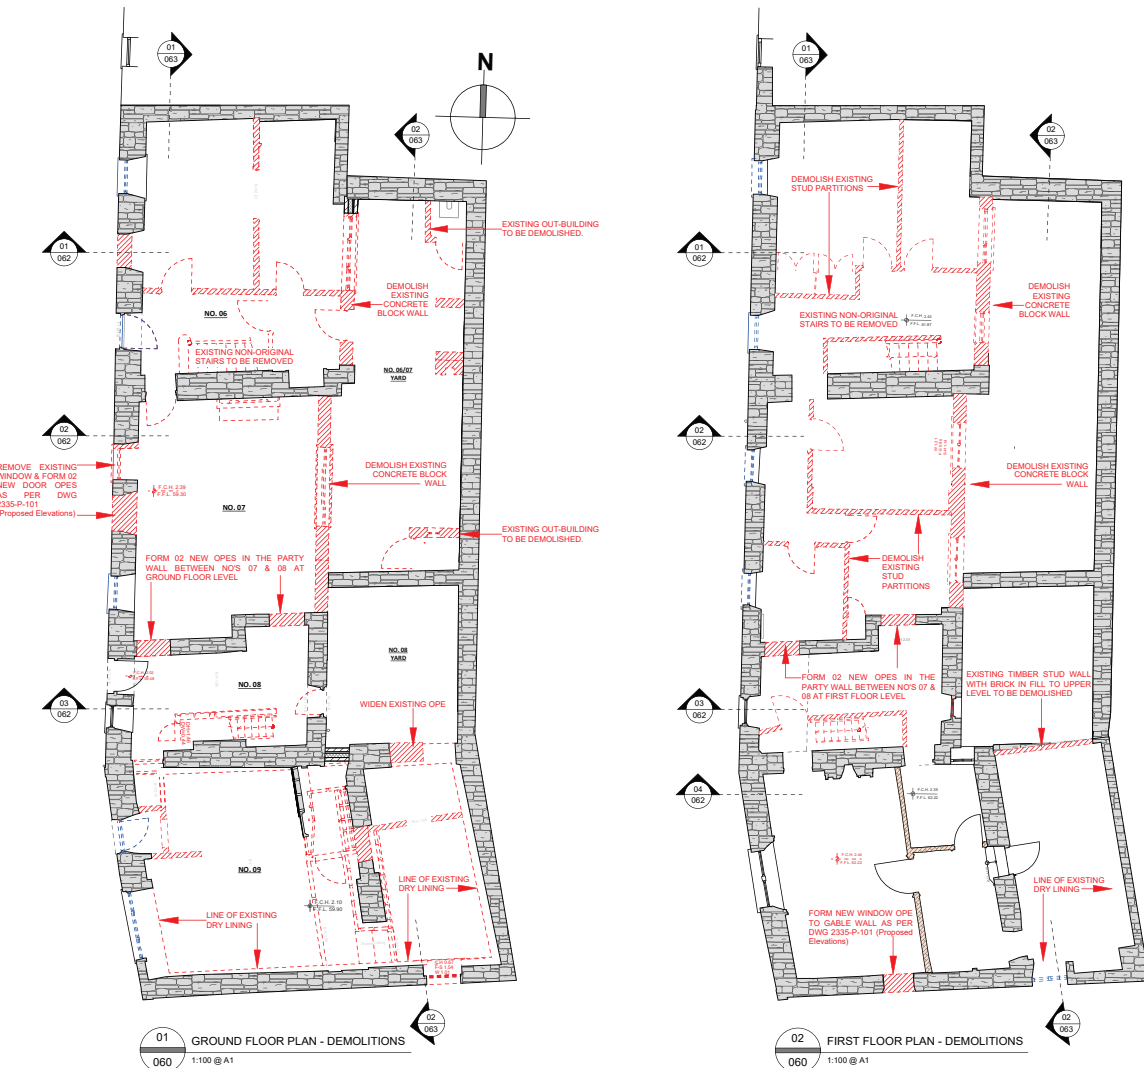 01
063
N
02
063
EXISTING OUT-BUILDING
TO BE DEMOLISHED.
01
062
DEMOLISH
EXISTING
CONCRETE
BLOCK WALL
NO. 06
EXISTING NON-ORIGINAL
STAIRS TO BE REMOVED
NO. 06/07
YARD
02
062
REMOVE EXISTING
WINDOW & FORM 02
NEW DOOR OPES
AS PER DWG
2335-P-101
(Proposed Elevations)
F.C.H. 2.39
F.F.L. 59.30
DEMOLISH EXISTING
CONCRETE BLOCK
WALL
NO. 07
EXISTING OUT-BUILDING
TO BE DEMOLISHED.
FORM 02 NEW OPES IN THE PARTY
WALL BETWEEN NO'S 07 & 08 AT
GROUND FLOOR LEVEL
NO. 08
YARD
NO. 08
03
062
WIDEN EXISTING OPE
NO. 09
LINE OF EXISTING
DRY LINING
F.C.H. 2.10
F.F.L. 59.90
LINE OF EXISTING
DRY LINING
02
063
01
060
GROUND FLOOR PLAN - DEMOLITIONS
1:100 @ A1
01
063
02
063
DEMOLISH EXISTING
STUD PARTITIONS
01
062
DEMOLISH
EXISTING
CONCRETE
BLOCK WALL
EXISTING NON-ORIGINAL
STAIRS TO BE REMOVED
02
062
DEMOLISH EXISTING
CONCRETE BLOCK
WALL
DEMOLISH
EXISTING
STUD
PARTITIONS
FORM 02 NEW OPES IN THE
PARTY WALL BETWEEN NO'S 07 &
08 AT FIRST FLOOR LEVEL
EXISTING TIMBER STUD WALL
WITH BRICK IN FILL TO UPPER
LEVEL TO BE DEMOLISHED
03
062
04
062
LINE OF EXISTING
DRY LINING
FORM NEW WINDOW OPE
TO GABLE WALL AS PER
DWG 2335-P-101 (Proposed
Elevations)
02
063
02
060
FIRST FLOOR PLAN - DEMOLITIONS
1:100 @ A1